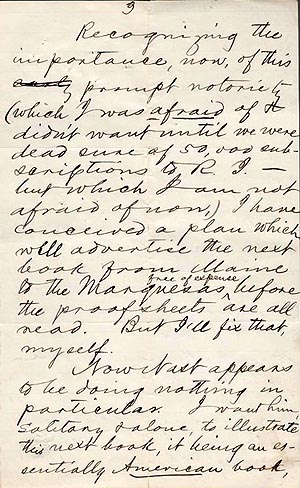 3
Recognizing the
importance, now, of this
early prompt notoriety
(which I was afraid of &
didn't want until we were
dead sure of 50,000 sub-
scriptions to R. I. —
but which I am not
afraid of now,) I have
conceived a plan which
will advertise the next
book from Maine
to the Marquesas, free of expense, before
the proof sheets are all
read. But I'll fix that,
myself.
Now Nast appears
to be doing nothing in
particular. I want him,
solitary & alone, to illustrate
this next book, it being an es-
sentially American book,